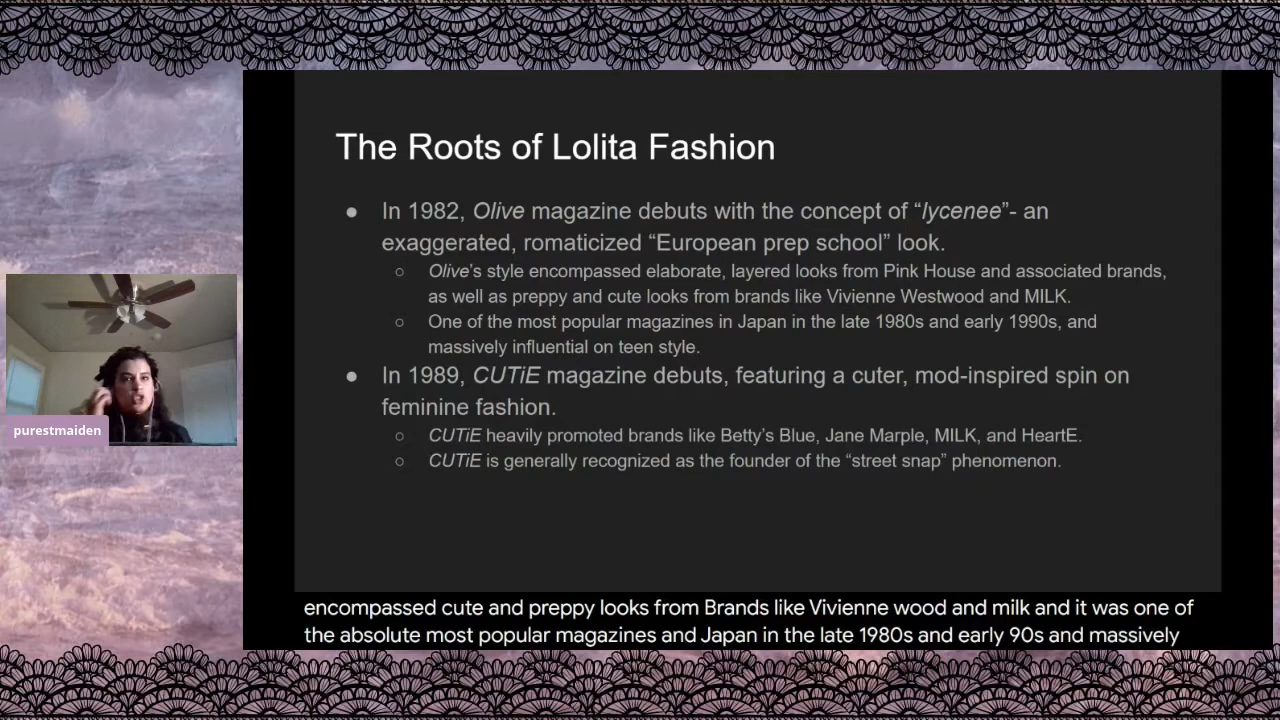 The Roots of Lolita Fashion
● In 1982, Olive magazine debuts with the concept of “lycenee”- an
exaggerated, romaticized “European prep school” look.
○ Olive’s style encompassed elaborate, layered looks from Pink House and associated brands,
as well as preppy and cute looks from brands like Vivienne Westwood and MILK.
○ One of the most popular magazines in Japan in the late 1980s and early 1990s, and
massively influential on teen style.
● In 1989, CUTiE magazine debuts, featuring a cuter, mod-inspired spin on
feminine fashion.
○ CUTiE heavily promoted brands like Betty’s Blue, Jane Marple, MILK, and HeartE.
○ CUTiE is generally recognized as the founder of the “street snap” phenomenon.
purestmaiden
encompassed cute and preppy looks from Brands like Vivienne wood and milk and it was one of
the absolute most popular magazines and Japan in the late 1980s and early 90s and massively